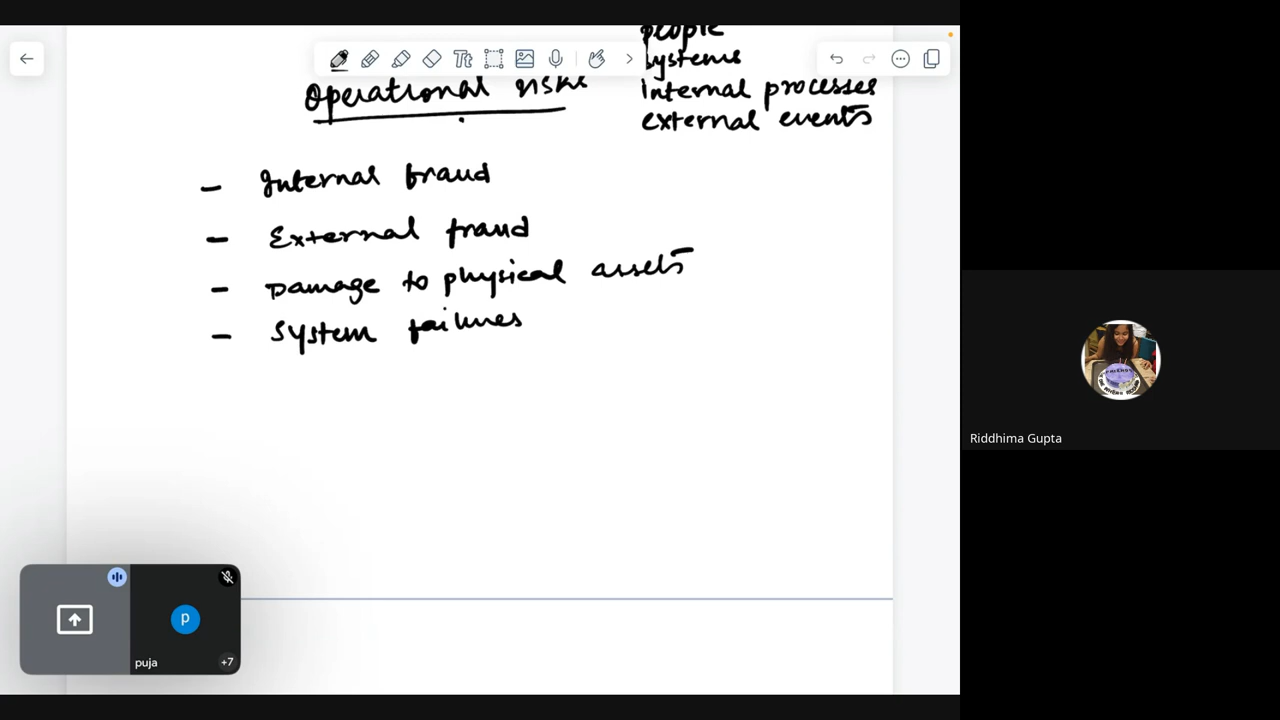 people
systems
Operational risk
internal processes
external events
- Internal fraud
- External fraud
- Damage to physical assets
- System failures
Tt
Riddhima Gupta
p
puja
+7